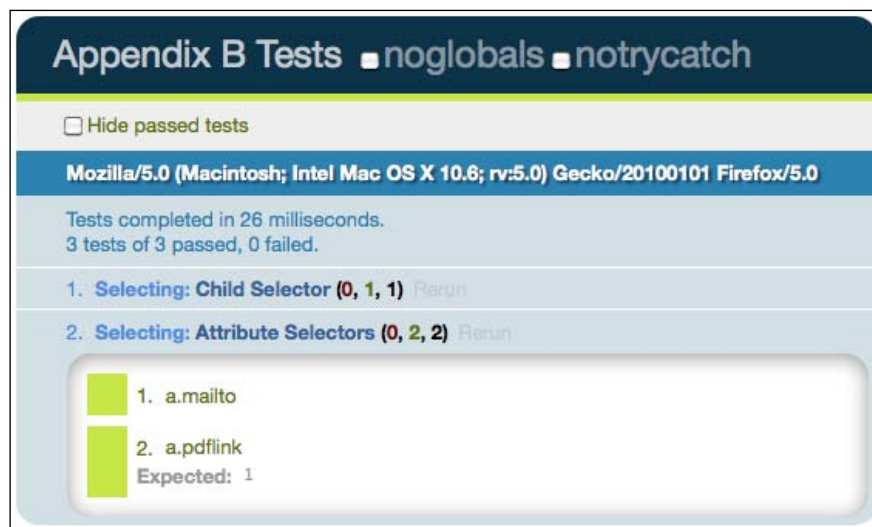 Appendix B Tests noglobals notrycatch
Hide passed tests
Mozilla/5.0 (Macintosh; Intel Mac OS X 10.6; rv:5.0) Gecko/20100101 Firefox/5.0
Tests completed in 26 milliseconds.
3 tests of 3 passed, 0 failed.
1. Selecting: Child Selector (0, 1, 1) Rerun
2. Selecting: Attribute Selectors (0, 2, 2) Rerun
1. a.mailto
2. a.pdflink
Expected: 1